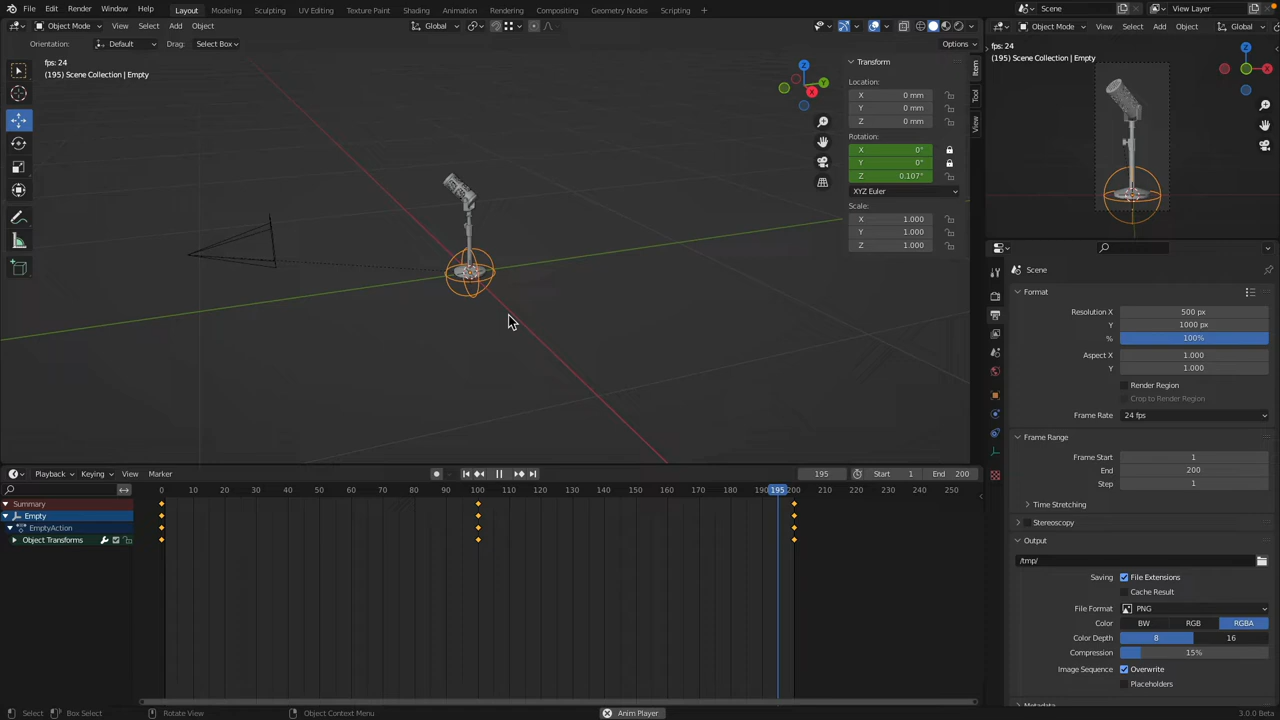 File Edit Render Window Help Layout Modeling Sculpting UV Editing Texture Paint Shading Animation Rendering Compositing Geometry Nodes Scripting Scene View Layer
Object Mode View Select Add Object Global Object Mode View Select Add Object Global
Orientation: Default Drag: Select Box Options
fps: 24
(195) Scene Collection | Empty
Transform
Location:
X 0 mm
Y 0 mm
Z 0 mm
Rotation:
X 0°
Y 0°
Z 0.107°
XYZ Euler
Scale:
X 1.000
Y 1.000
Z 1.000
Item
Tool
View
Z
Y
X
fps: 24
(195) Scene Collection | Empty
Z
X
Scene
Format
Resolution X 500 px
Y 1000 px
% 100%
Aspect X 1.000
Y 1.000
Render Region
Crop to Render Region
Frame Rate 24 fps
Frame Range
Frame Start 1
End 200
Step 1
Time Stretching
Stereoscopy
Output
/tmp/
Saving File Extensions
Cache Result
File Format PNG
Color BW RGB RGBA
Color Depth 8 16
Compression 15%
Image Sequence Overwrite
Placeholders
Metadata
Playback Keying View Marker 195 Start 1 End 200
0 10 20 30 40 50 60 70 80 90 100 110 120 130 140 150 160 170 180 190 195 200 210 220 230 240 250
Summary
Empty
EmptyAction
Object Transforms
Select Box Select Rotate View Object Context Menu Anim Player 3.0.0 Beta